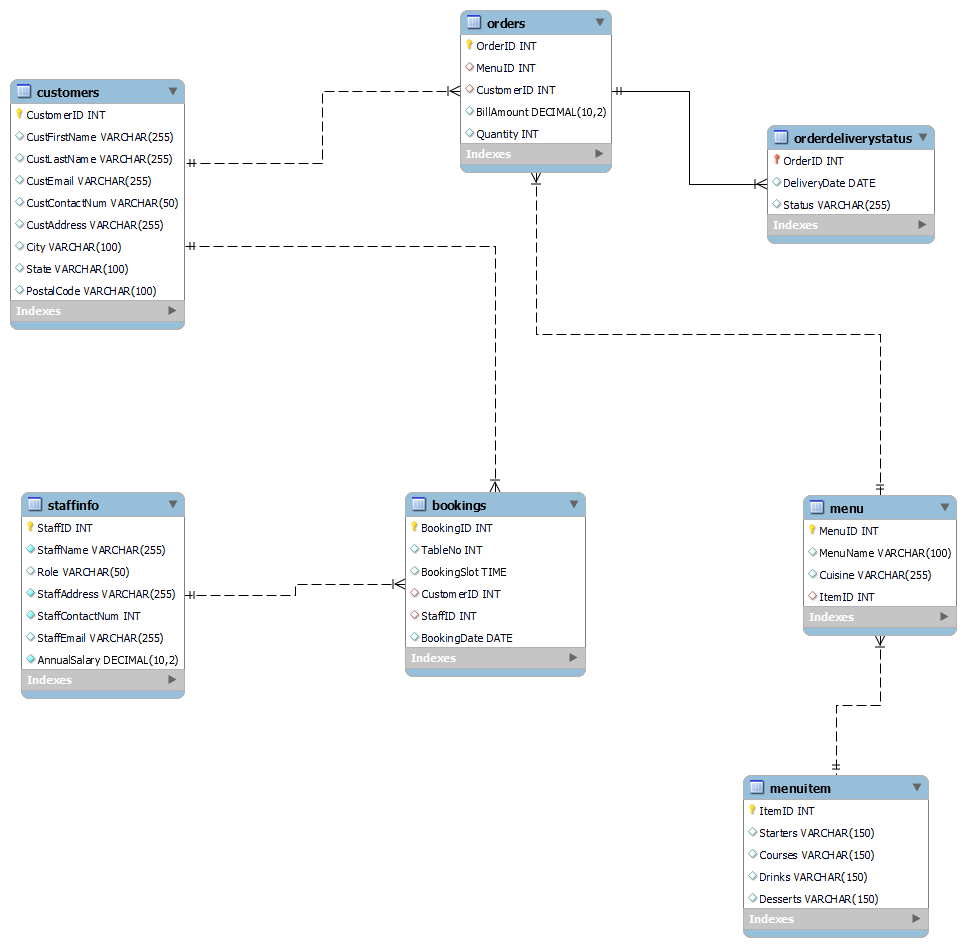 orders
OrderID INT
MenuID INT
CustomerID INT
BillAmount DECIMAL(10,2)
Quantity INT
Indexes
customers
CustomerID INT
CustFirstName VARCHAR(255)
CustLastName VARCHAR(255)
CustEmail VARCHAR(255)
CustContactNum VARCHAR(50)
CustAddress VARCHAR(255)
City VARCHAR(100)
State VARCHAR(100)
PostalCode VARCHAR(100)
Indexes
orderdeliverystatus
OrderID INT
DeliveryDate DATE
Status VARCHAR(255)
Indexes
staffinfo
StaffID INT
StaffName VARCHAR(255)
Role VARCHAR(50)
StaffAddress VARCHAR(255)
StaffContactNum INT
StaffEmail VARCHAR(255)
AnnualSalary DECIMAL(10,2)
Indexes
bookings
BookingID INT
TableNo INT
BookingSlot TIME
CustomerID INT
StaffID INT
BookingDate DATE
Indexes
menu
MenuID INT
MenuName VARCHAR(100)
Cuisine VARCHAR(255)
ItemID INT
Indexes
menuitem
ItemID INT
Starters VARCHAR(150)
Courses VARCHAR(150)
Drinks VARCHAR(150)
Desserts VARCHAR(150)
Indexes